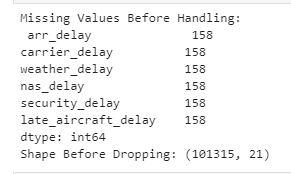 Missing Values Before Handling:
arr_delay 158
carrier_delay 158
weather_delay 158
nas_delay 158
security_delay 158
late_aircraft_delay 158
dtype: int64
Shape Before Dropping: (101315, 21)